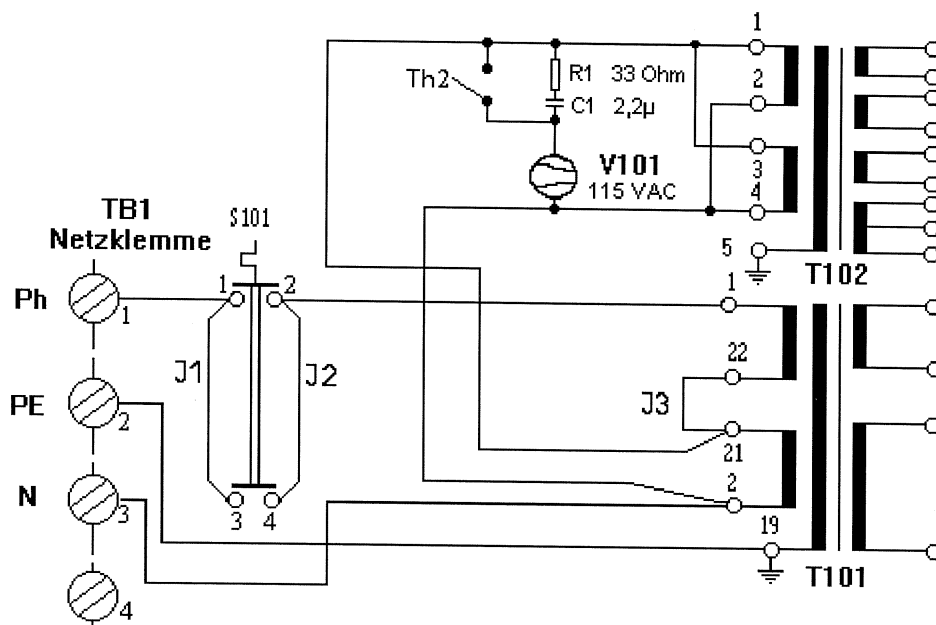 1
Th2
R1 33 Ohm
C1 2,2µ
2
3
V101
115 VAC
4
TB1
Netzklemme
S101
5
T102
Ph
1
1 2
1
J1
J2
22
J3
PE
2
21
N
3
2
3 4
19
4
T101